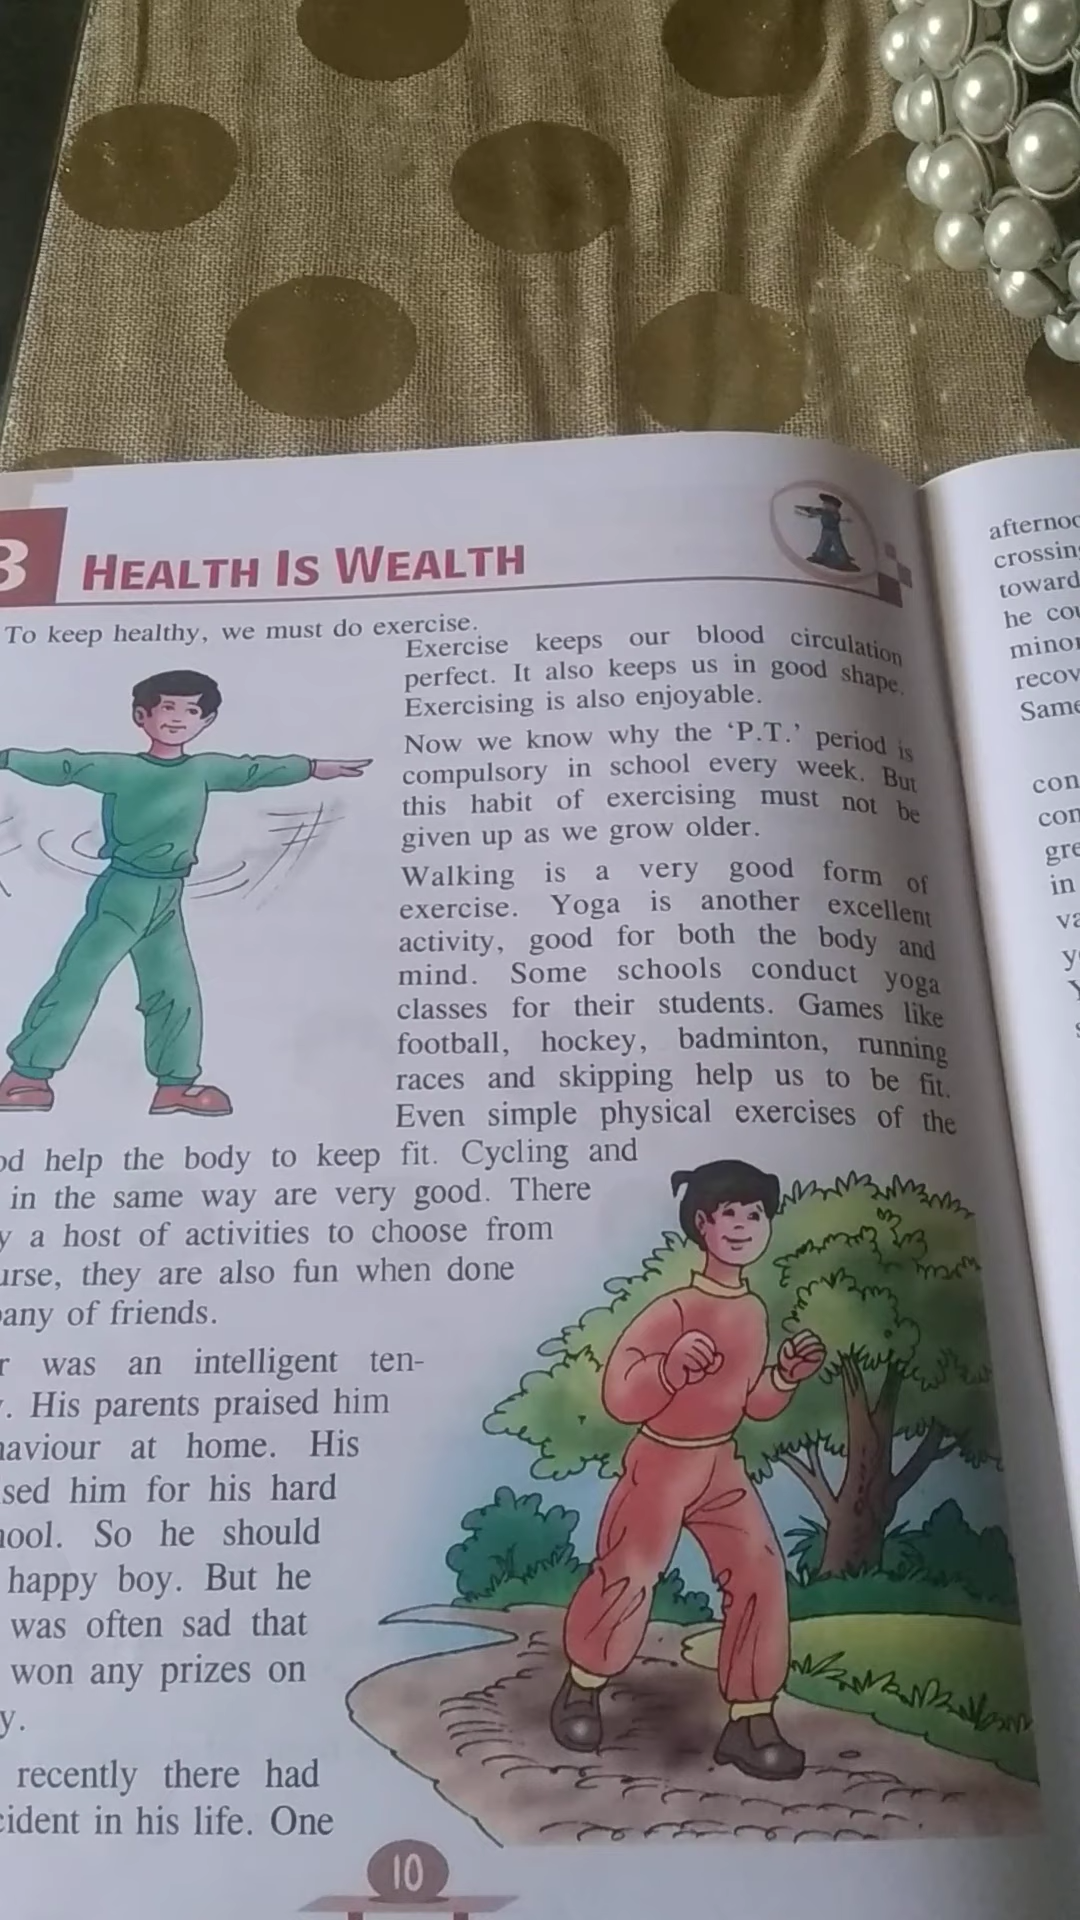 3
HEALTH IS WEALTH
To keep healthy, we must do exercise.
Exercise keeps our blood circulation
perfect. It also keeps us in good shape.
Exercising is also enjoyable.
Now we know why the ‘P.T.’ period is
compulsory in school every week. But
this habit of exercising must not be
given up as we grow older.
Walking is a very good form of
exercise. Yoga is another excellent
activity, good for both the body and
mind. Some schools conduct yoga
classes for their students. Games like
football, hockey, badminton, running
races and skipping help us to be fit.
Even simple physical exercises of the
help the body to keep fit. Cycling and
in the same way are very good. There
a host of activities to choose from
they are also fun when done
of friends.
was an intelligent ten-
His parents praised him
at home. His
him for his hard
So he should
happy boy. But he
was often sad that
won any prizes on
recently there had
in his life. One
10
he
in